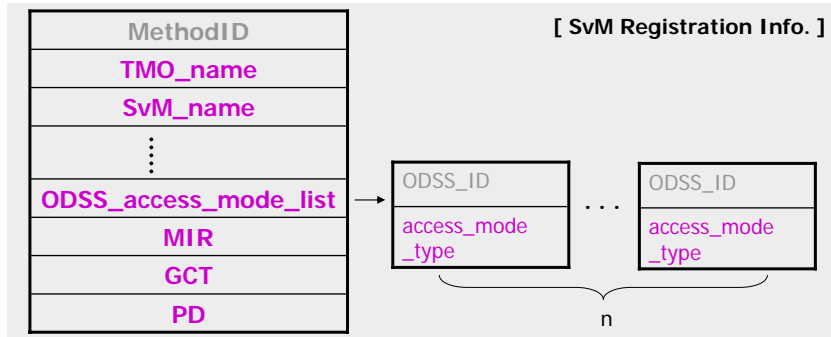 [ SvM Registration Info. ]
MethodID
TMO_name
SvM_name
ODSS_access_mode_list
MIR
GCT
PD
ODSS_ID
access_mode
_type
. . .
ODSS_ID
access_mode
_type
n